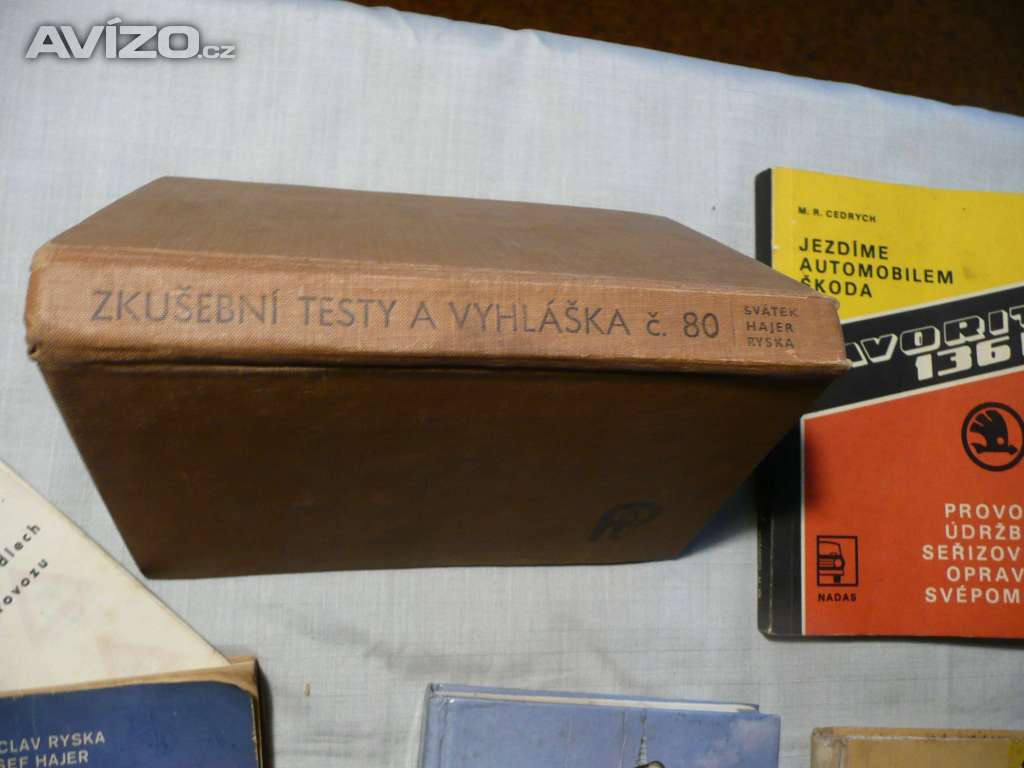 AVÍZO.cz
ZKUŠEBNÍ TESTY A VYHLÁŠKA č. 80
SVÁTEK
HAJER
RYSKA
M. R. CEDRYCH
JEZDÍME
AUTOMOBILEM
ŠKODA
AVORIT
136
PROVO
ÚDRŽB
SEŘIZOV
OPRAV
SVÉPOM
NADAS
dlech
ovozu
CLAV RYSKA
SEF HAJER